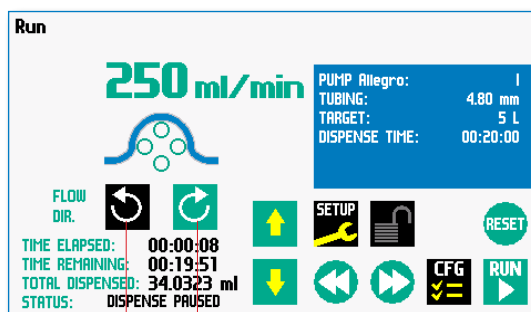 Run
250 ml/min
PUMP Allegro: I
TUBING: 4.80 mm
TARGET: 5 L
DISPENSE TIME: 00:20:00
FLOW
DIR.
SETUP
RESET
TIME ELAPSED: 00:00:08
TIME REMAINING: 00:19:51
TOTAL DISPENSED: 34.0323 ml
STATUS: DISPENSE PAUSED
CFG
RUN